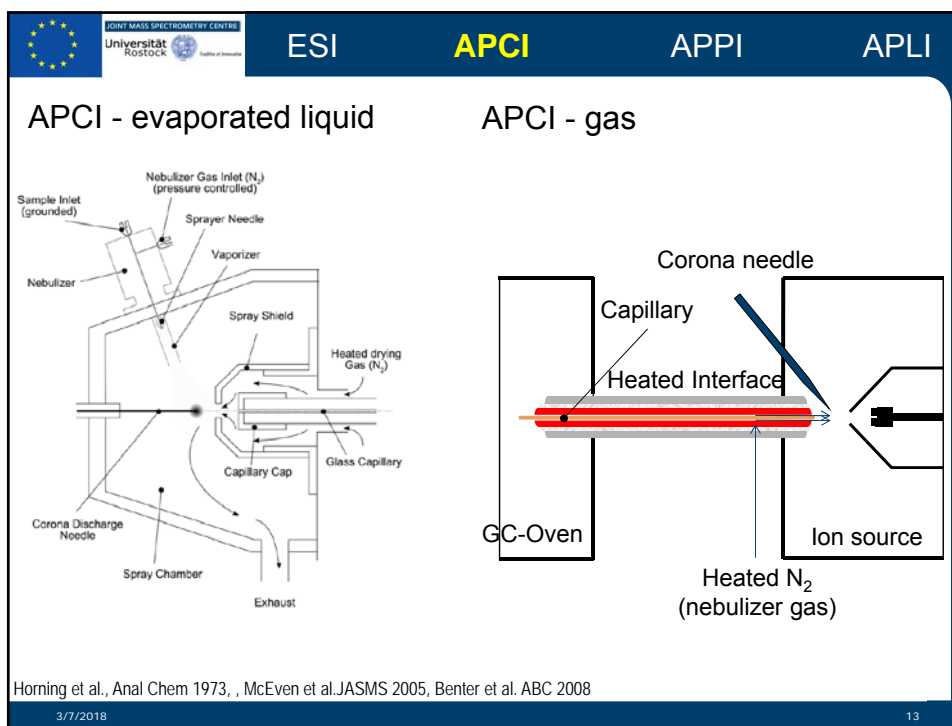 JOINT MASS SPECTROMETRY CENTRE
Universität
Rostock
Traditio et Innovatio
ESI
APCI
APPI
APLI
APCI - evaporated liquid
APCI - gas
Nebulizer Gas Inlet (N2)
(pressure controlled)
Sample Inlet
(grounded)
Sprayer Needle
Vaporizer
Nebulizer
Spray Shield
Heated drying
Gas (N2)
Glass Capillary
Capillary Cap
Corona Discharge
Needle
Spray Chamber
Exhaust
Corona needle
Capillary
Heated Interface
GC-Oven
Ion source
Heated N2
(nebulizer gas)
Horning et al., Anal Chem 1973, , McEven et al.JASMS 2005, Benter et al. ABC 2008
3/7/2018
13